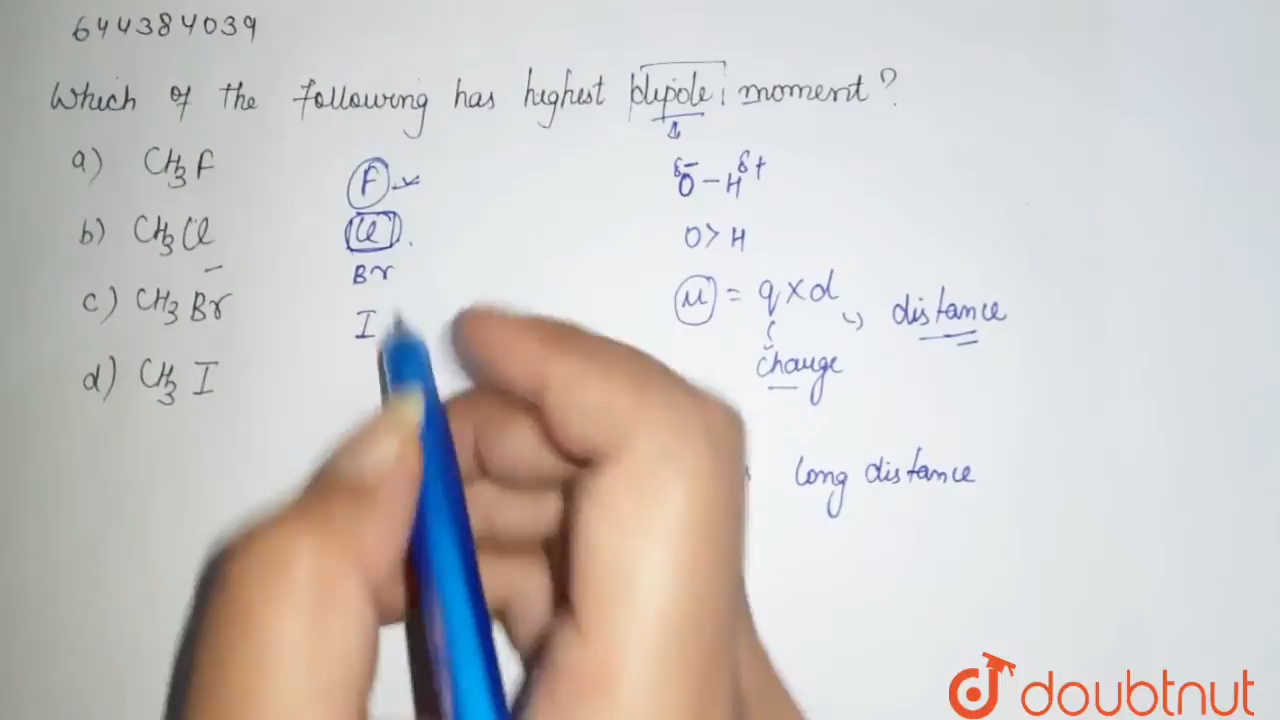 644384039
Which of the following has highest dipole moment?
a) CH3F
b) CH3Cl
c) CH3Br
d) CH3I
F
Cl
Br
I
δ- O – H δ+
O > H
μ = q × d
distance
charge
long distance
doubtnut